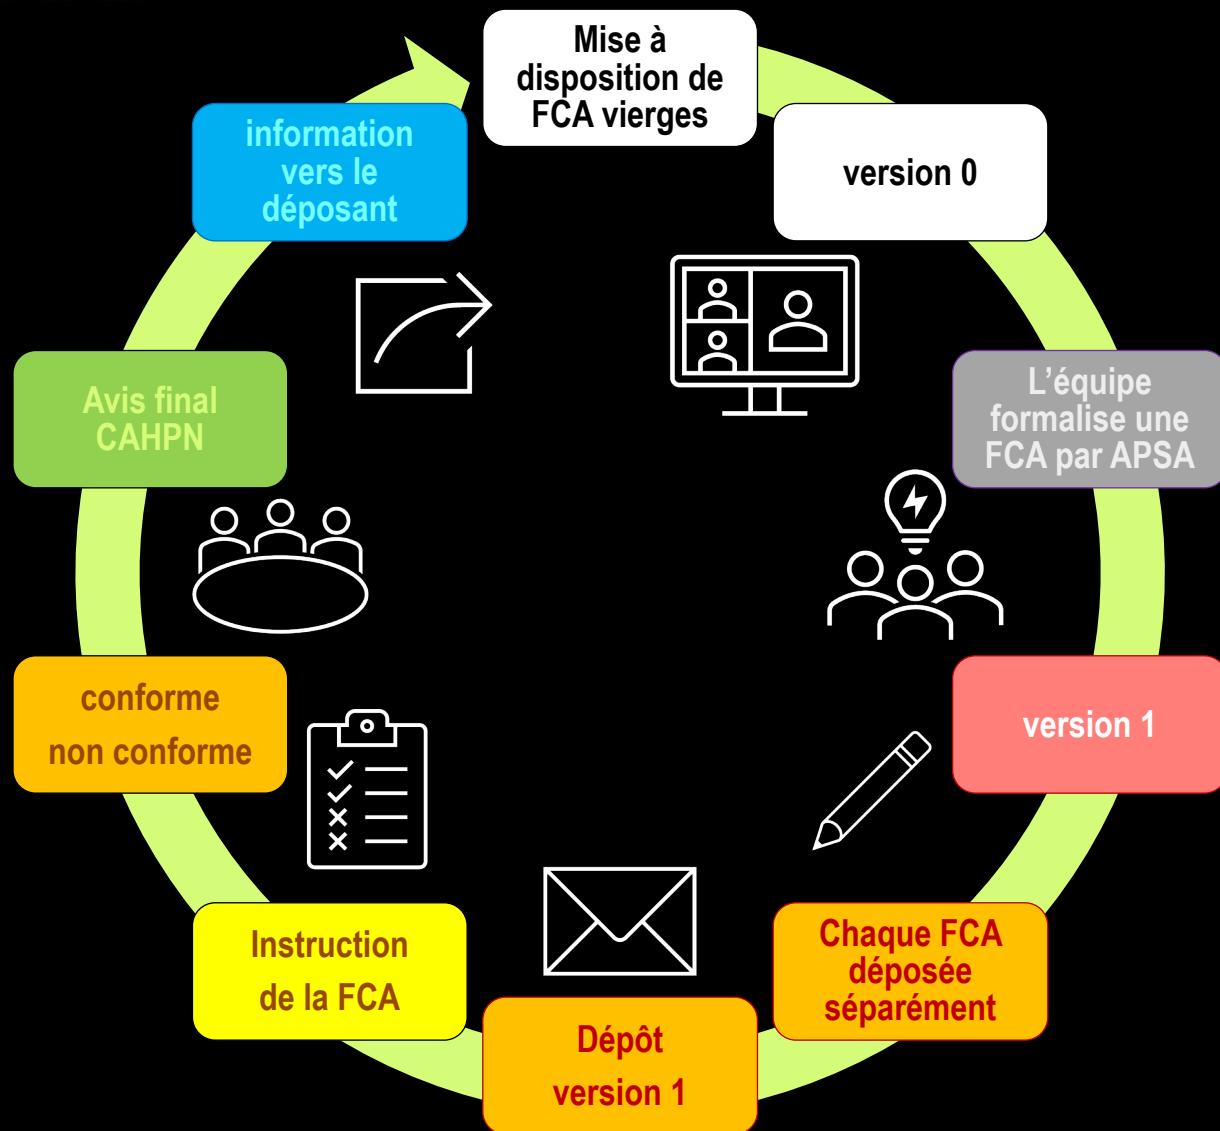 Mise à
disposition de
FCA vierges
version 0
L’équipe
formalise une
FCA par APSA
version 1
Chaque FCA
déposée
séparément
Dépôt
version 1
Instruction
de la FCA
conforme
non conforme
Avis final
CAHPN
information
vers le
déposant